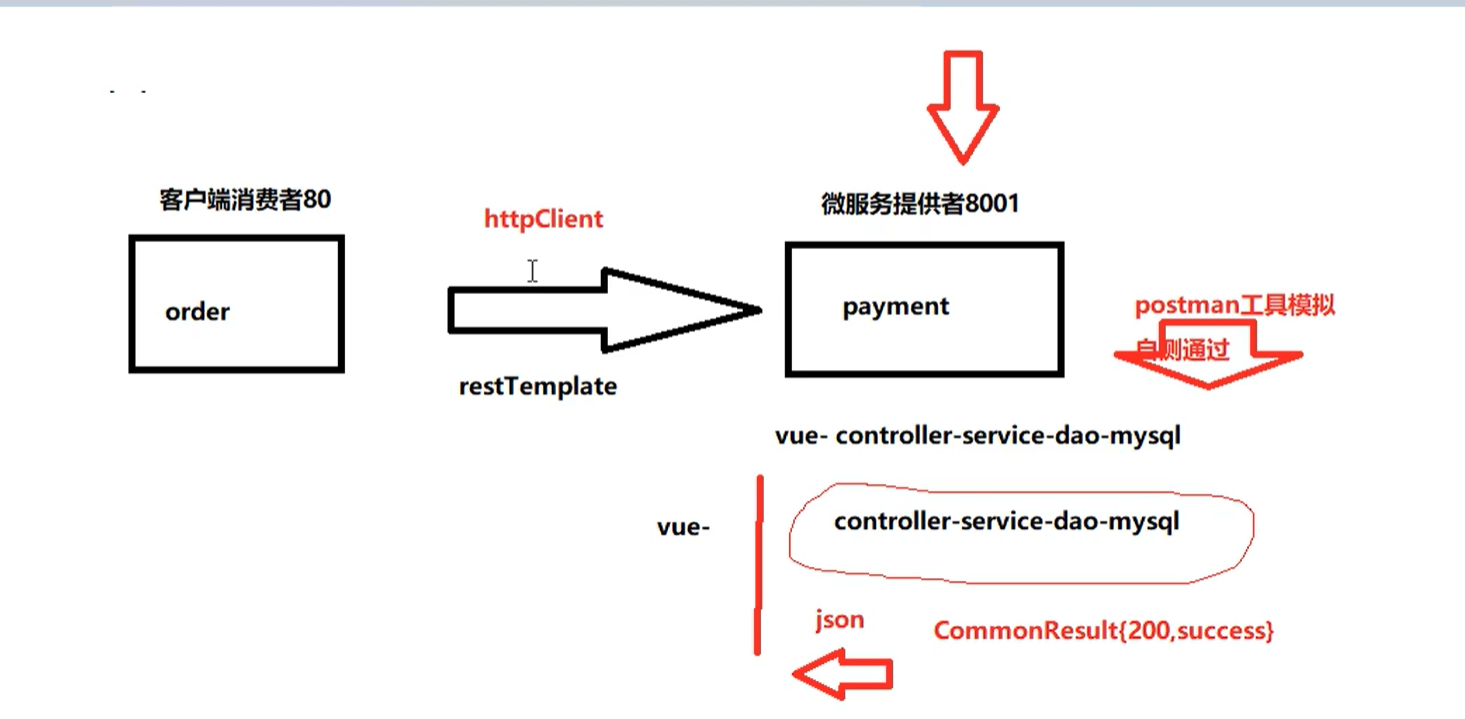 客户端消费者80
httpClient
微服务提供者8001
order
payment
postman工具模拟
自测通过
restTemplate
vue- controller-service-dao-mysql
vue-
controller-service-dao-mysql
json
CommonResult{200,success}